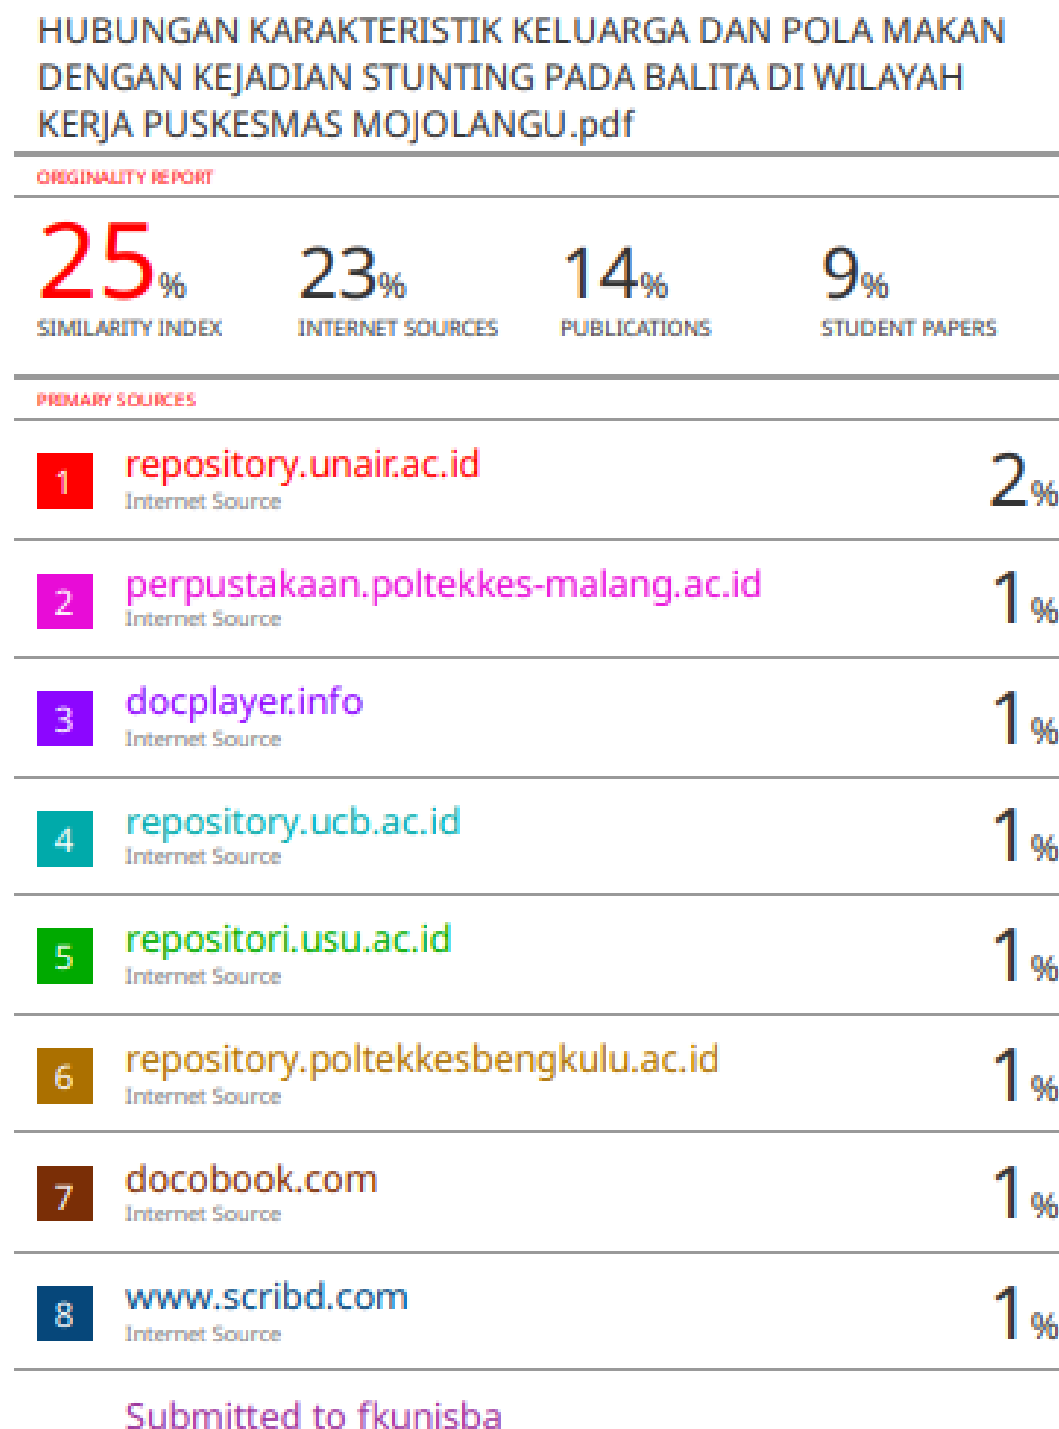 HUBUNGAN KARAKTERISTIK KELUARGA DAN POLA MAKAN
DENGAN KEJADIAN STUNTING PADA BALITA DI WILAYAH
KERJA PUSKESMAS MOJOLANGU.pdf
ORIGINALITY REPORT
25% 23% 14% 9%
SIMILARITY INDEX INTERNET SOURCES PUBLICATIONS STUDENT PAPERS
PRIMARY SOURCES
1 repository.unair.ac.id 2%
Internet Source
2 perpustakaan.poltekkes-malang.ac.id 1%
Internet Source
3 docplayer.info 1%
Internet Source
4 repository.ucb.ac.id 1%
Internet Source
5 repositori.usu.ac.id 1%
Internet Source
6 repository.poltekkesbengkulu.ac.id 1%
Internet Source
7 docobook.com 1%
Internet Source
8 www.scribd.com 1%
Internet Source
Submitted to fkunisba